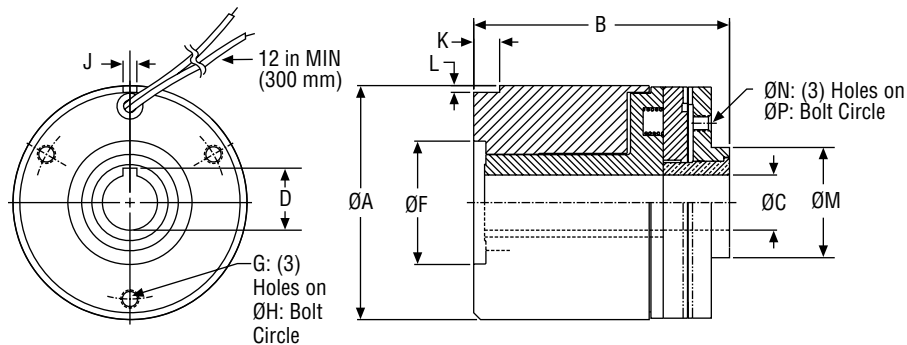 J
12 in MIN
(300 mm)
D
G: (3)
Holes on
ØH: Bolt
Circle
B
K
L
ØN: (3) Holes on
ØP: Bolt Circle
ØA
ØF
ØC
ØM